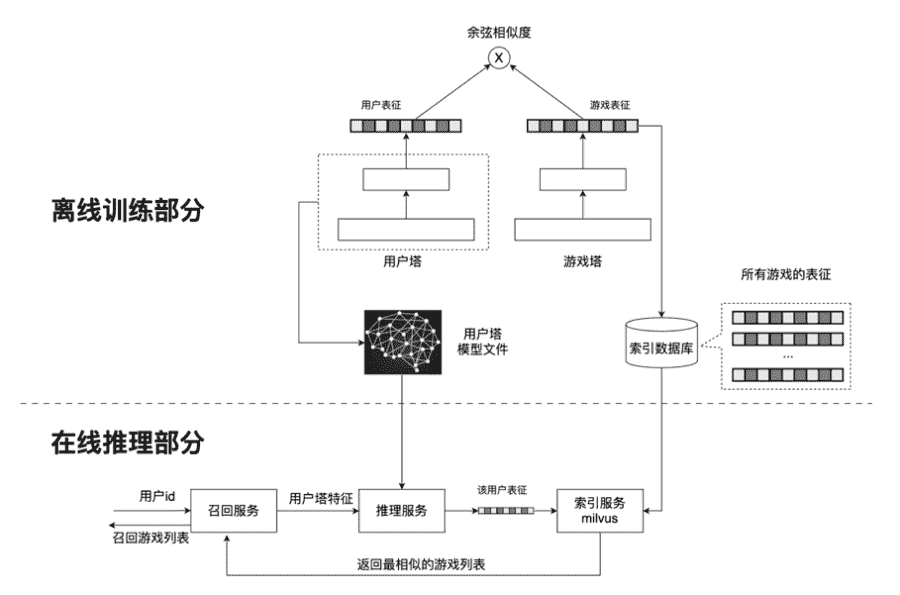 余弦相似度
X
用户表征
游戏表征
离线训练部分
用户塔
游戏塔
所有游戏的表征
用户塔
模型文件
索引数据库
...
在线推理部分
用户id
召回服务
用户塔特征
推理服务
该用户表征
索引服务
milvus
召回游戏列表
返回最相似的游戏列表